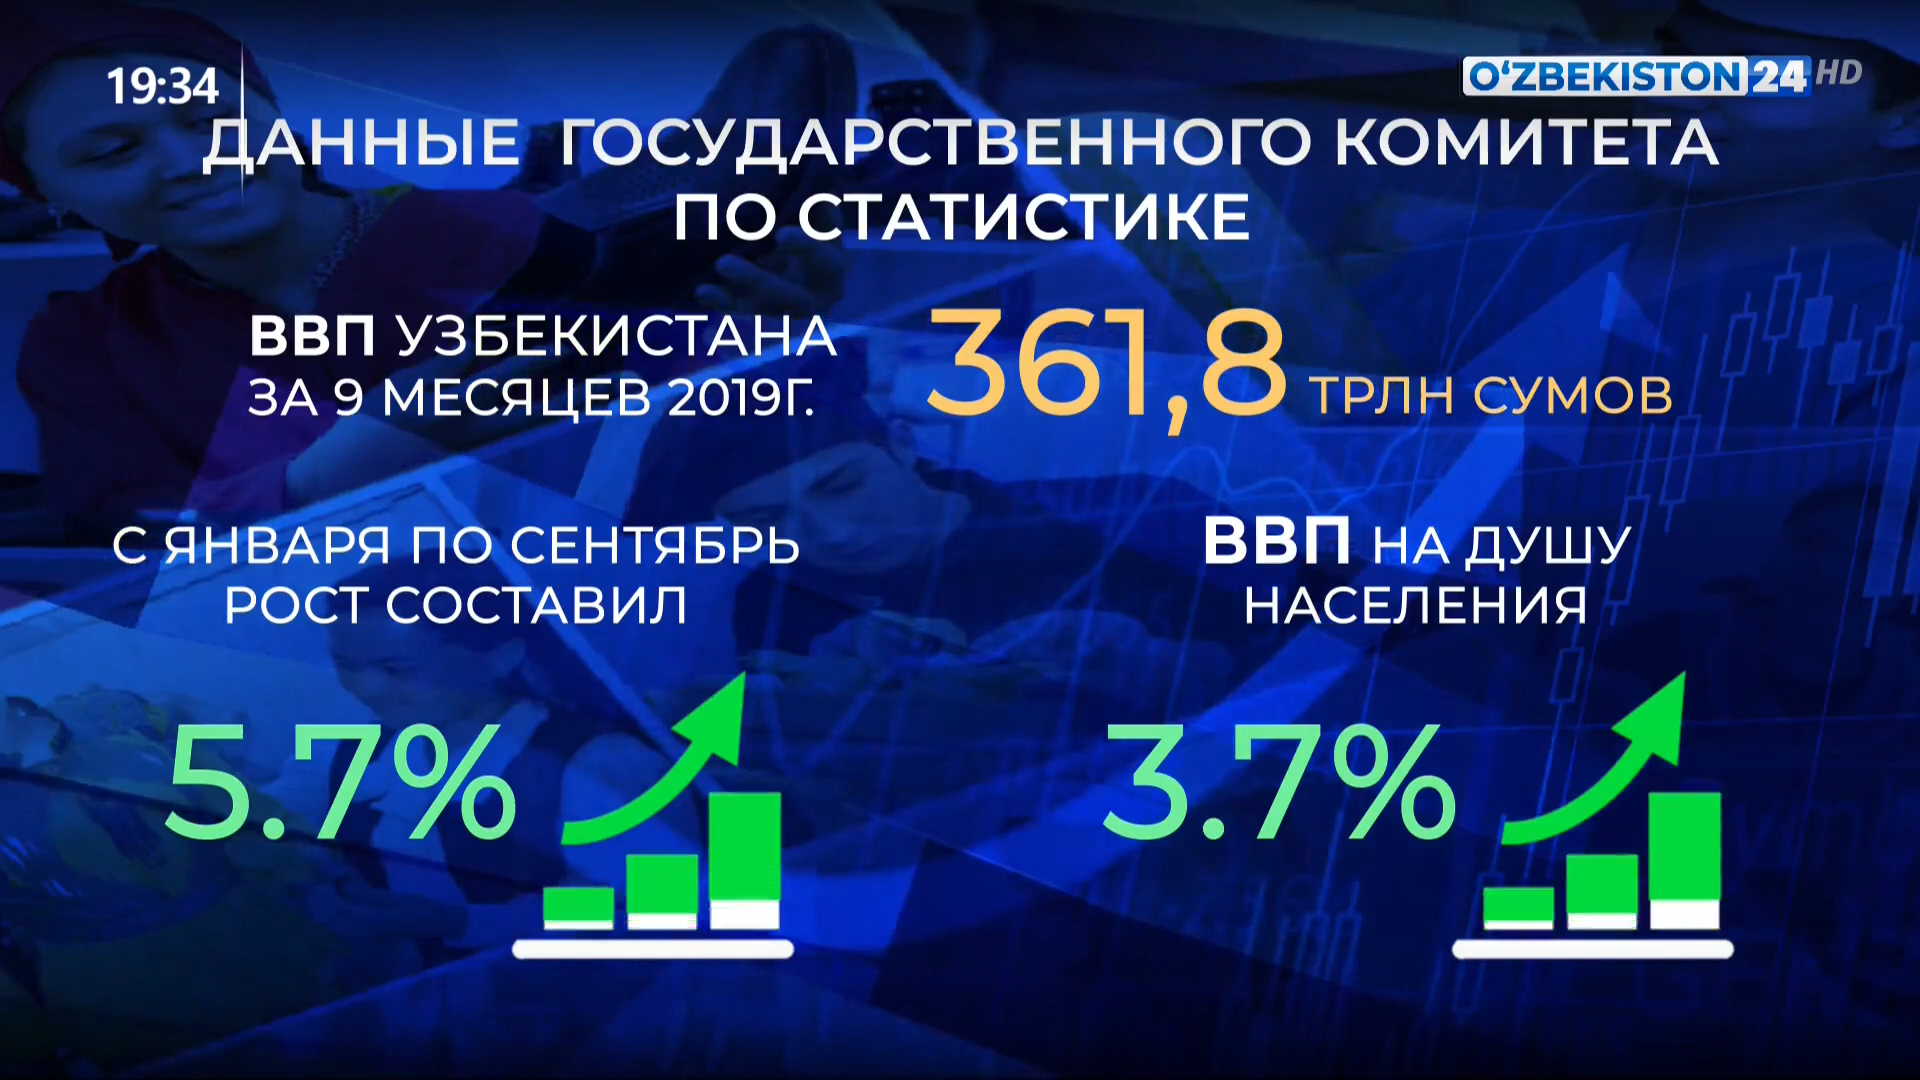 19:34
O‘ZBEKISTON 24 HD
ДАННЫЕ ГОСУДАРСТВЕННОГО КОМИТЕТА
ПО СТАТИСТИКЕ
ВВП УЗБЕКИСТАНА
ЗА 9 МЕСЯЦЕВ 2019Г.
361,8 ТРЛН СУМОВ
С ЯНВАРЯ ПО СЕНТЯБРЬ
РОСТ СОСТАВИЛ
5.7%
ВВП НА ДУШУ
НАСЕЛЕНИЯ
3.7%